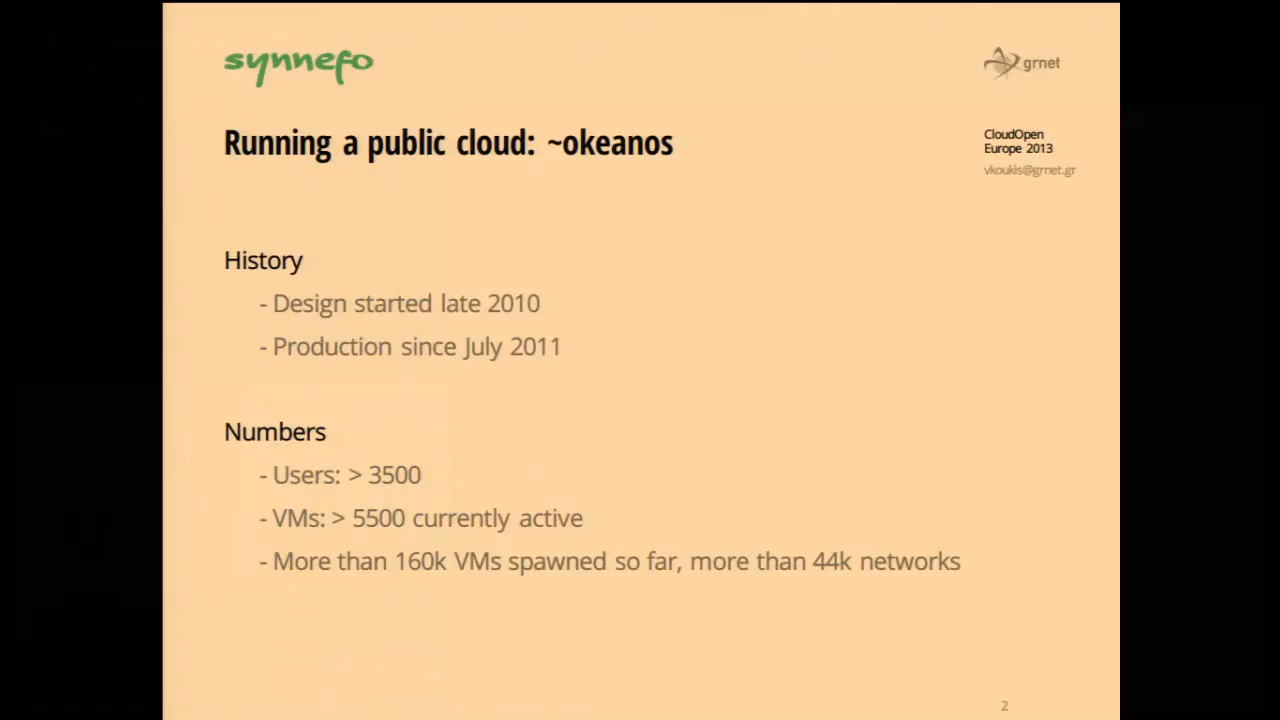 synnefo
grnet
Running a public cloud: ~okeanos
CloudOpen
Europe 2013
vkoukis@grnet.gr
History
- Design started late 2010
- Production since July 2011
Numbers
- Users: > 3500
- VMs: > 5500 currently active
- More than 160k VMs spawned so far, more than 44k networks
2